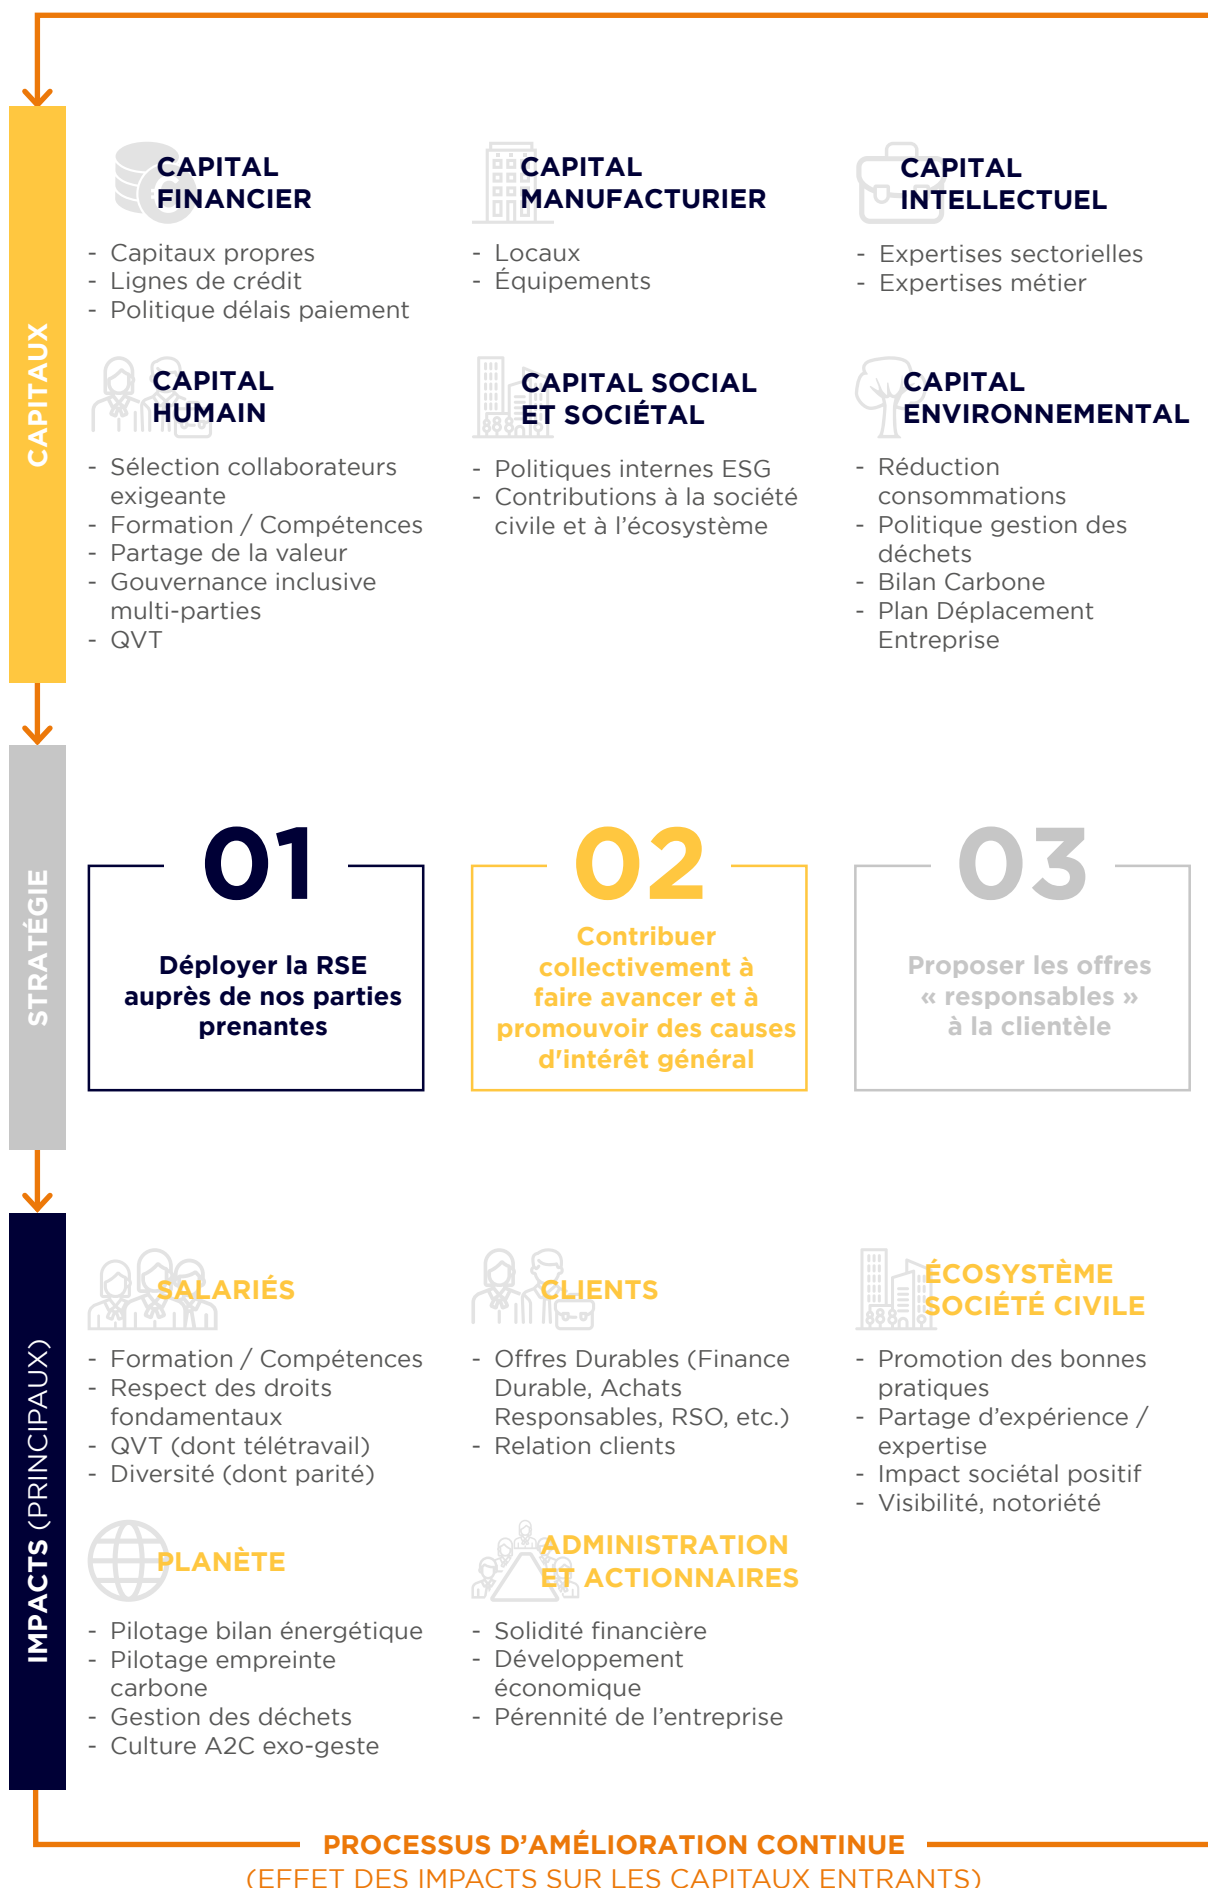 CAPITAUX
CAPITAL
FINANCIER
- Capitaux propres
- Lignes de crédit
- Politique délais paiement
CAPITAL
MANUFACTURIER
- Locaux
- Équipements
CAPITAL
INTELLECTUEL
- Expertises sectorielles
- Expertises métier
CAPITAL
HUMAIN
- Sélection collaborateurs
exigeante
- Formation / Compétences
- Partage de la valeur
- Gouvernance inclusive
multi-parties
- QVT
CAPITAL SOCIAL
ET SOCIÉTAL
- Politiques internes ESG
- Contributions à la société
civile et à l’écosystème
CAPITAL
ENVIRONNEMENTAL
- Réduction
consommations
- Politique gestion des
déchets
- Bilan Carbone
- Plan Déplacement
Entreprise
STRATÉGIE
01
Déployer la RSE
auprès de nos parties
prenantes
02
Contribuer
collectivement à
faire avancer et à
promouvoir des causes
d'intérêt général
03
Proposer les offres
« responsables »
à la clientèle
IMPACTS (PRINCIPAUX)
SALARIÉS
- Formation / Compétences
- Respect des droits
fondamentaux
- QVT (dont télétravail)
- Diversité (dont parité)
CLIENTS
- Offres Durables (Finance
Durable, Achats
Responsables, RSO, etc.)
- Relation clients
ÉCOSYSTÈME
SOCIÉTÉ CIVILE
- Promotion des bonnes
pratiques
- Partage d’expérience /
expertise
- Impact sociétal positif
- Visibilité, notoriété
PLANÈTE
- Pilotage bilan énergétique
- Pilotage empreinte
carbone
- Gestion des déchets
- Culture A2C exo-geste
ADMINISTRATION
ET ACTIONNAIRES
- Solidité financière
- Développement
économique
- Pérennité de l’entreprise
PROCESSUS D’AMÉLIORATION CONTINUE
(EFFET DES IMPACTS SUR LES CAPITAUX ENTRANTS)